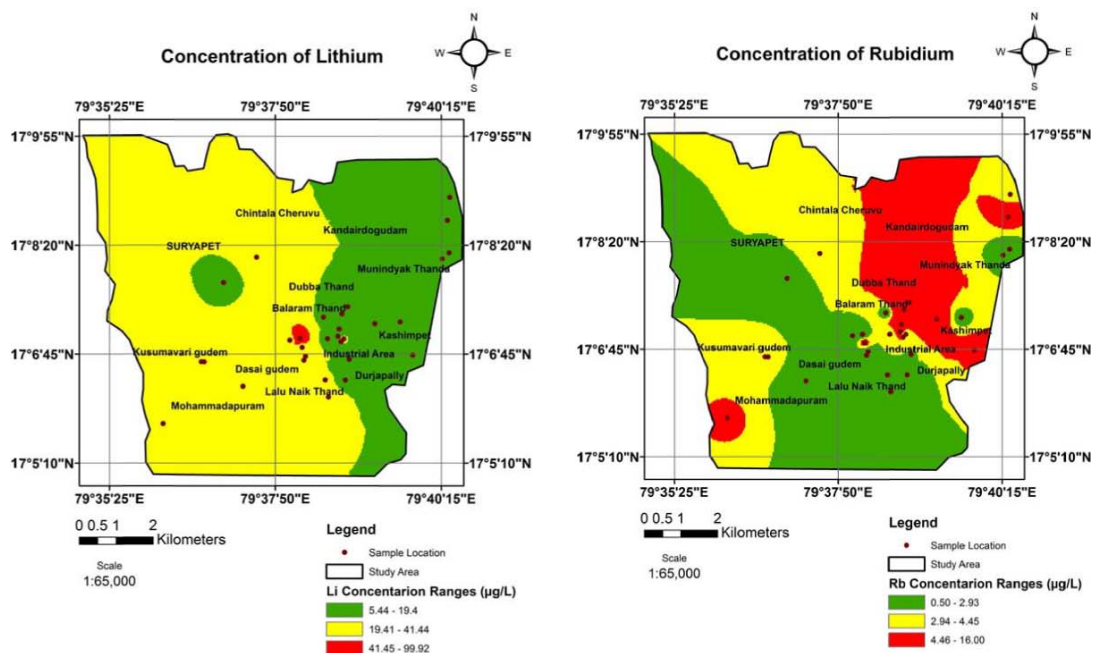 N
W E
S
Concentration of Lithium
79°35'25"E 79°37'50"E 79°40'15"E
17°9'55"N 17°9'55"N
Chintala Cheruvu
Kandairdogudam
17°8'20"N 17°8'20"N
SURYAPET
Munindyak Thanda
Dubba Thand
Balaram Thang
Kashimpet
17°6'45"N 17°6'45"N
Kusumavari gudem
Industrial Area
Dasai gudem
Durjapally
Lalu Naik Thand
Mohammadapuram
17°5'10"N 17°5'10"N
79°35'25"E 79°37'50"E 79°40'15"E
0 0.5 1 2
Kilometers
Scale
1:65,000
Legend
Sample Location
Study Area
Li Concentarion Ranges (µg/L)
5.44 - 19.4
19.41 - 41.44
41.45 - 99.92
N
W E
S
Concentration of Rubidium
79°35'25"E 79°37'50"E 79°40'15"E
17°9'55"N 17°9'55"N
Chintala Cheruvu
Kandairdogudam
17°8'20"N 17°8'20"N
SURYAPET
Munindyak Thanda
Dubba Thand
Balaram Thang
Kashimpet
17°6'45"N 17°6'45"N
Kusumavari gudem
Industrial Area
Dasai gudem
Durjapally
Lalu Naik Thand
Mohammadapuram
17°5'10"N 17°5'10"N
79°35'25"E 79°37'50"E 79°40'15"E
0 0.5 1 2
Kilometers
Scale
1:65,000
Legend
Sample Location
Study Area
Rb Concentarion Ranges (µg/L)
0.50 - 2.93
2.94 - 4.45
4.46 - 16.00